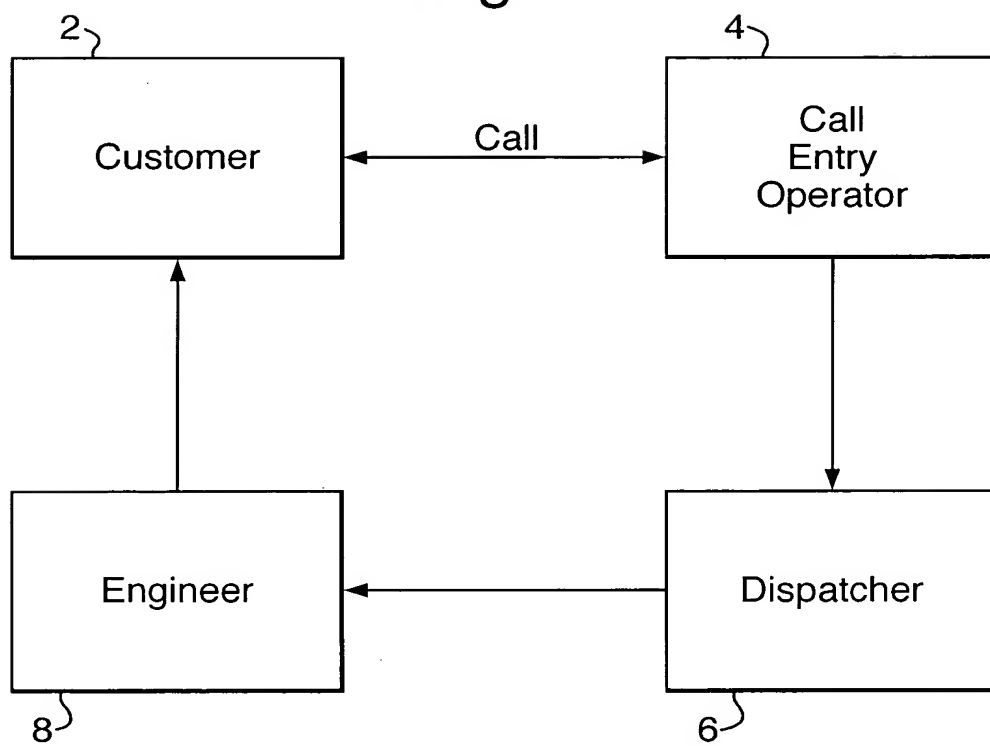 2
4
Customer
Call
Call
Entry
Operator
Engineer
Dispatcher
8
6